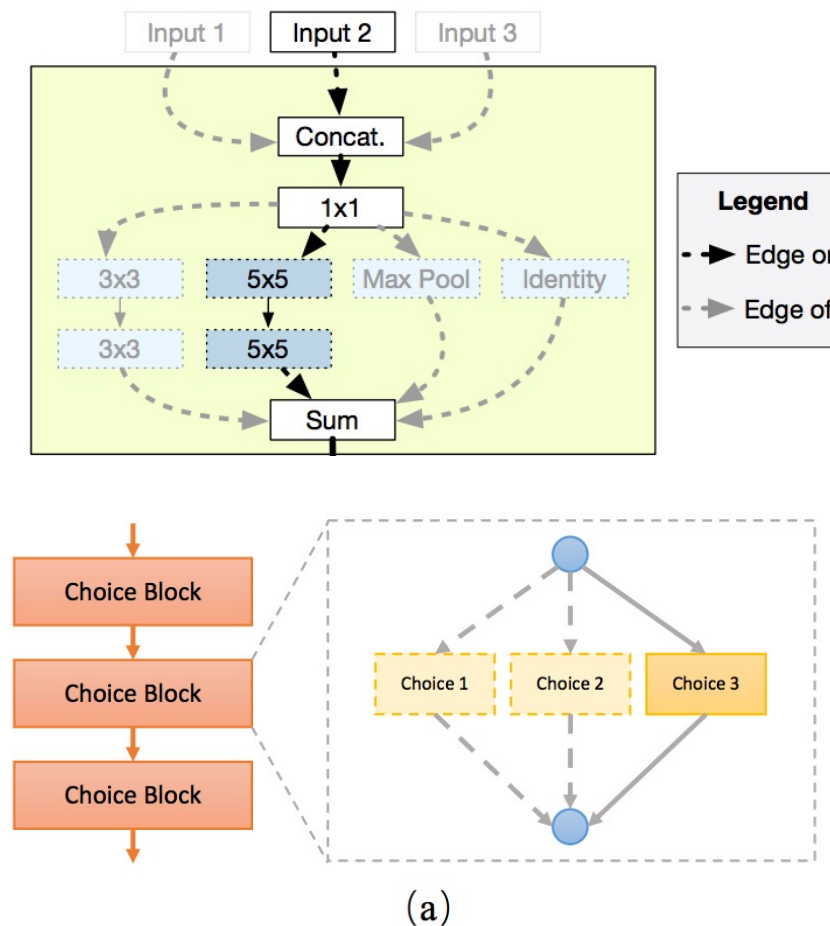 Input 1 Input 2 Input 3
Concat.
1x1
Legend
Edge or
3x3 5x5 Max Pool Identity
Edge of
3x3 5x5
Sum
Choice Block
Choice Block
Choice 1 Choice 2 Choice 3
Choice Block
(a)